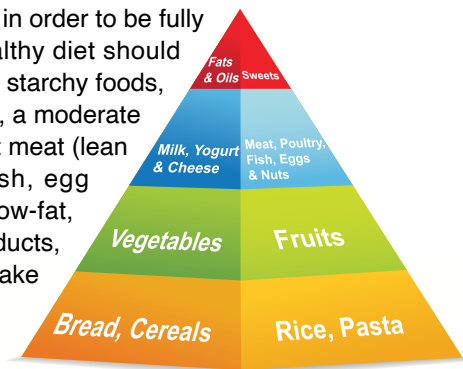 in order to be fully
althy diet should
starchy foods,
, a moderate
t meat (lean
sh, egg
ow-fat,
ducts,
ake
Fats
& Oils
Sweets
Milk, Yogurt
& Cheese
Meat, Poultry,
Fish, Eggs
& Nuts
Vegetables
Fruits
Bread, Cereals
Rice, Pasta